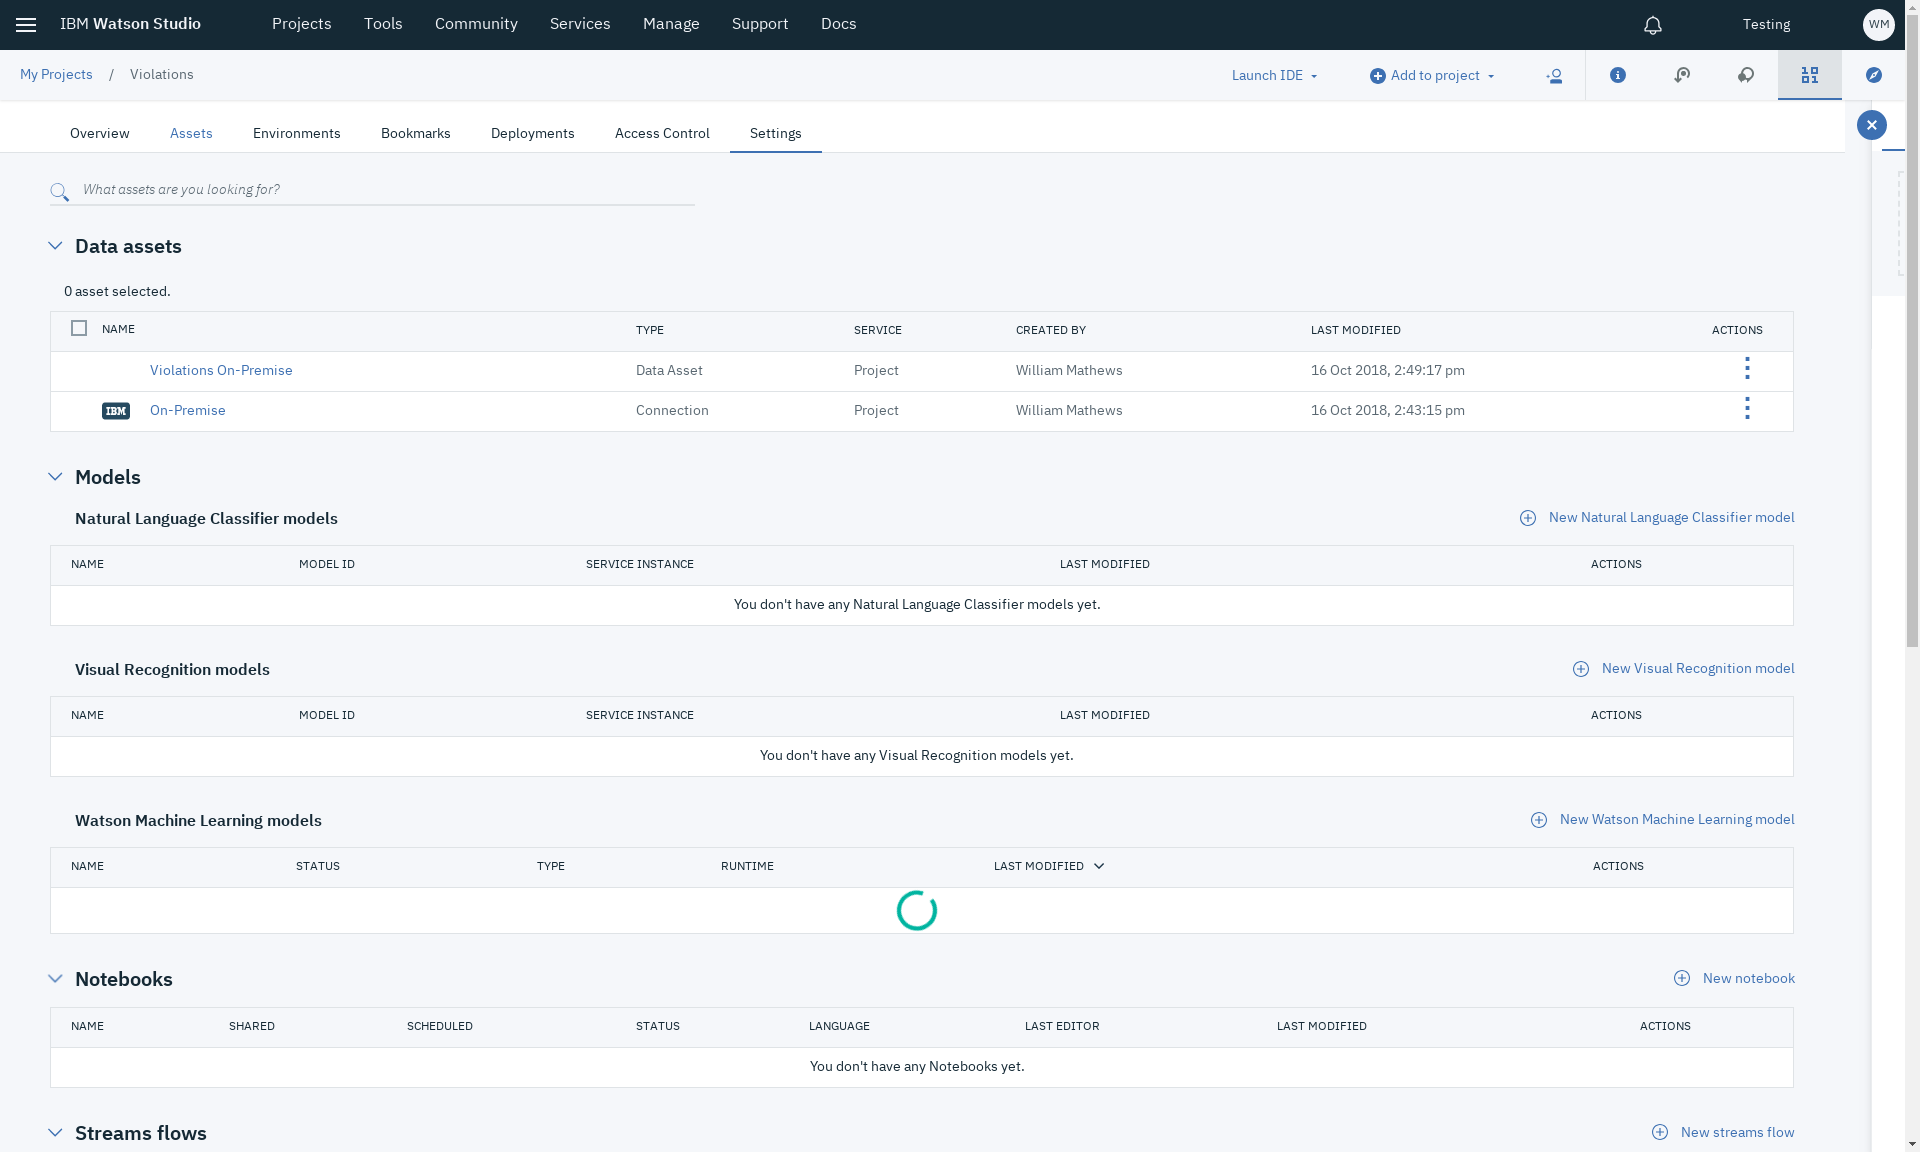 IBM Watson Studio Projects Tools Community Services Manage Support Docs Testing WM
My Projects / Violations Launch IDE Add to project
Overview Assets Environments Bookmarks Deployments Access Control Settings
What assets are you looking for?
Data assets
0 asset selected.
NAME TYPE SERVICE CREATED BY LAST MODIFIED ACTIONS
Violations On-Premise Data Asset Project William Mathews 16 Oct 2018, 2:49:17 pm
IBM On-Premise Connection Project William Mathews 16 Oct 2018, 2:43:15 pm
Models
Natural Language Classifier models New Natural Language Classifier model
NAME MODEL ID SERVICE INSTANCE LAST MODIFIED ACTIONS
You don't have any Natural Language Classifier models yet.
Visual Recognition models New Visual Recognition model
NAME MODEL ID SERVICE INSTANCE LAST MODIFIED ACTIONS
You don't have any Visual Recognition models yet.
Watson Machine Learning models New Watson Machine Learning model
NAME STATUS TYPE RUNTIME LAST MODIFIED ACTIONS
Notebooks New notebook
NAME SHARED SCHEDULED STATUS LANGUAGE LAST EDITOR LAST MODIFIED ACTIONS
You don't have any Notebooks yet.
Streams flows New streams flow